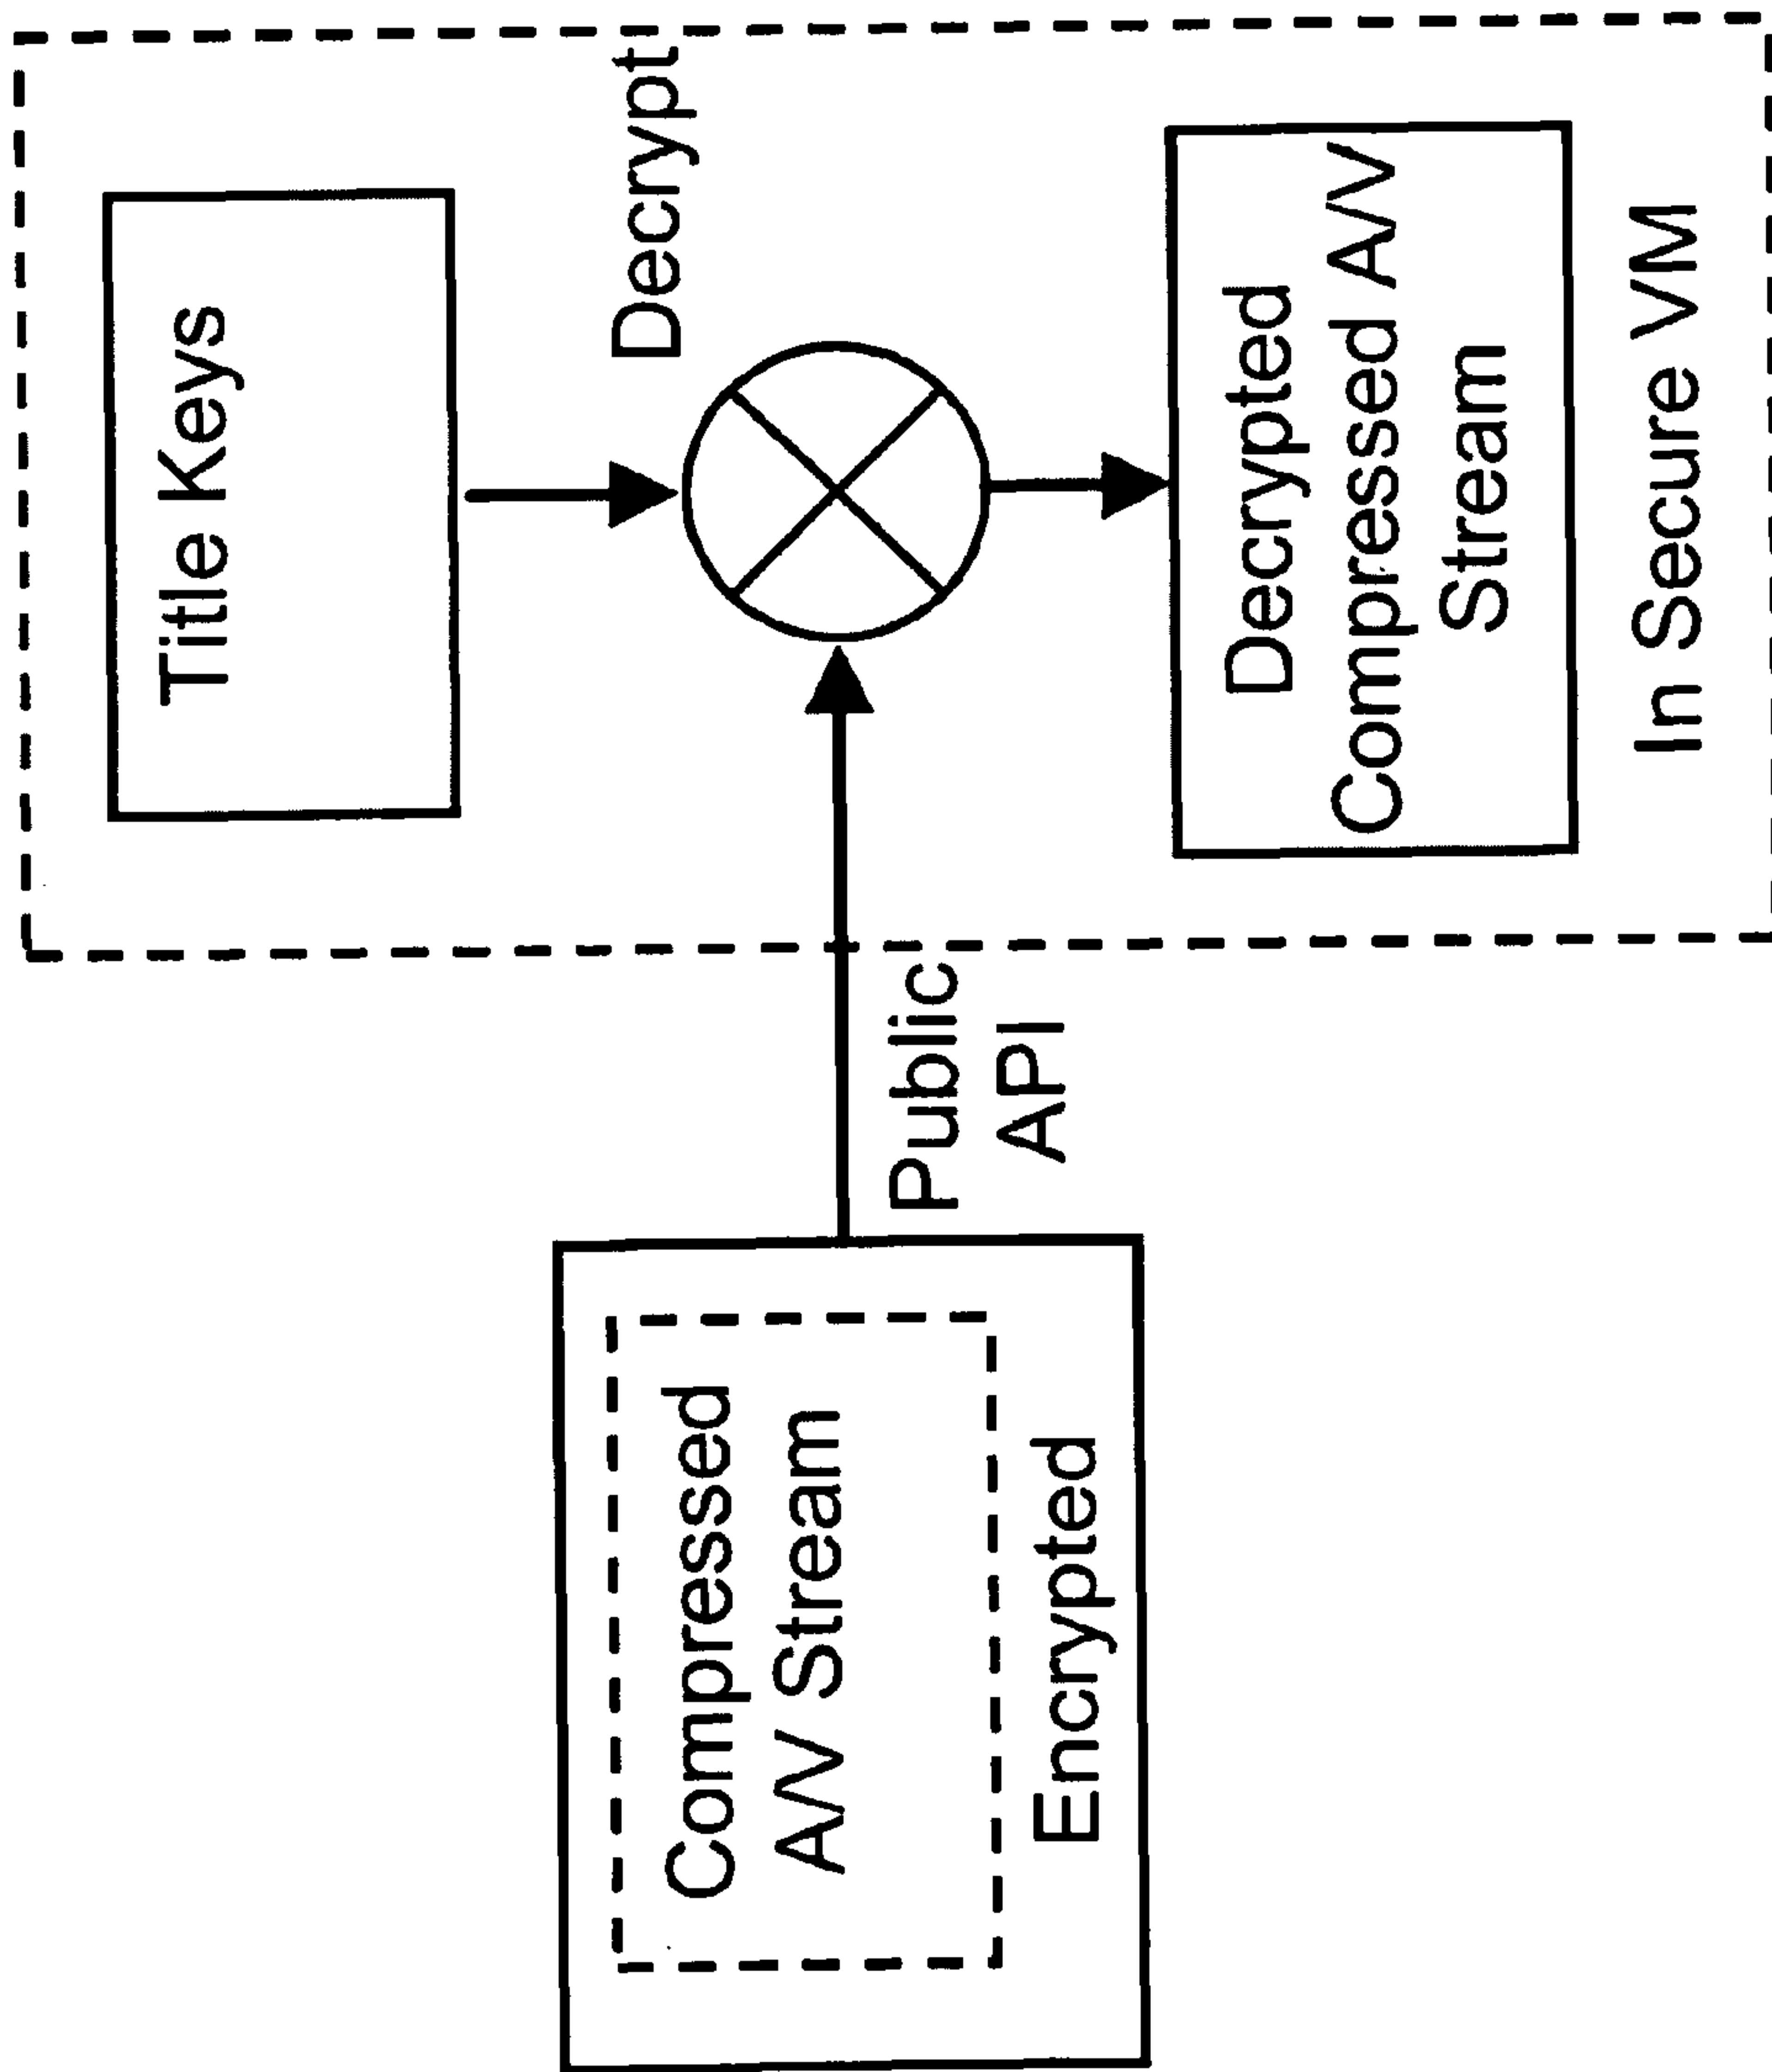 Title Keys
Decrypt
Compressed
A/V Stream
Encrypted
Public
API
Decrypted
Compressed A/V
Stream
In Secure VM